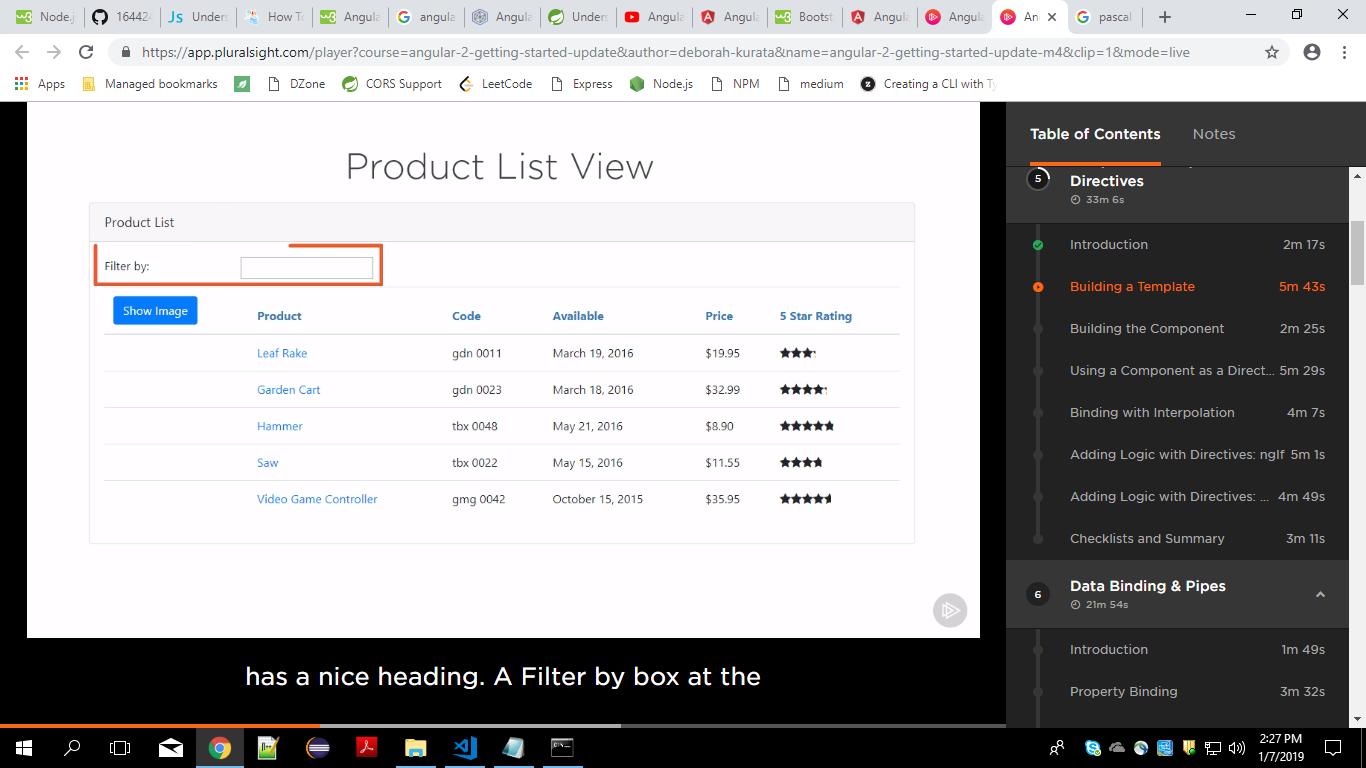 Node.j
16442
Unders
How To
Angula
angula
Angula
Unders
Angula
Angula
Bootst
Angula
Angula
An
pascal
https://app.pluralsight.com/player?course=angular-2-getting-started-update&author=deborah-kurata&name=angular-2-getting-started-update-m4&clip=1&mode=live
Apps
Managed bookmarks
DZone
CORS Support
LeetCode
Express
Node.js
NPM
medium
Creating a CLI with Ty
Product List View
Product List
Filter by:
Show Image Product Code Available Price 5 Star Rating
Leaf Rake gdn 0011 March 19, 2016 $19.95
Garden Cart gdn 0023 March 18, 2016 $32.99
Hammer tbx 0048 May 21, 2016 $8.90
Saw tbx 0022 May 15, 2016 $11.55
Video Game Controller gmg 0042 October 15, 2015 $35.95
has a nice heading. A Filter by box at the
Table of Contents Notes
5 Directives
33m 6s
Introduction 2m 17s
Building a Template 5m 43s
Building the Component 2m 25s
Using a Component as a Direct... 5m 29s
Binding with Interpolation 4m 7s
Adding Logic with Directives: ngIf 5m 1s
Adding Logic with Directives: ... 4m 49s
Checklists and Summary 3m 11s
6 Data Binding & Pipes
21m 54s
Introduction 1m 49s
Property Binding 3m 32s
2:27 PM
1/7/2019